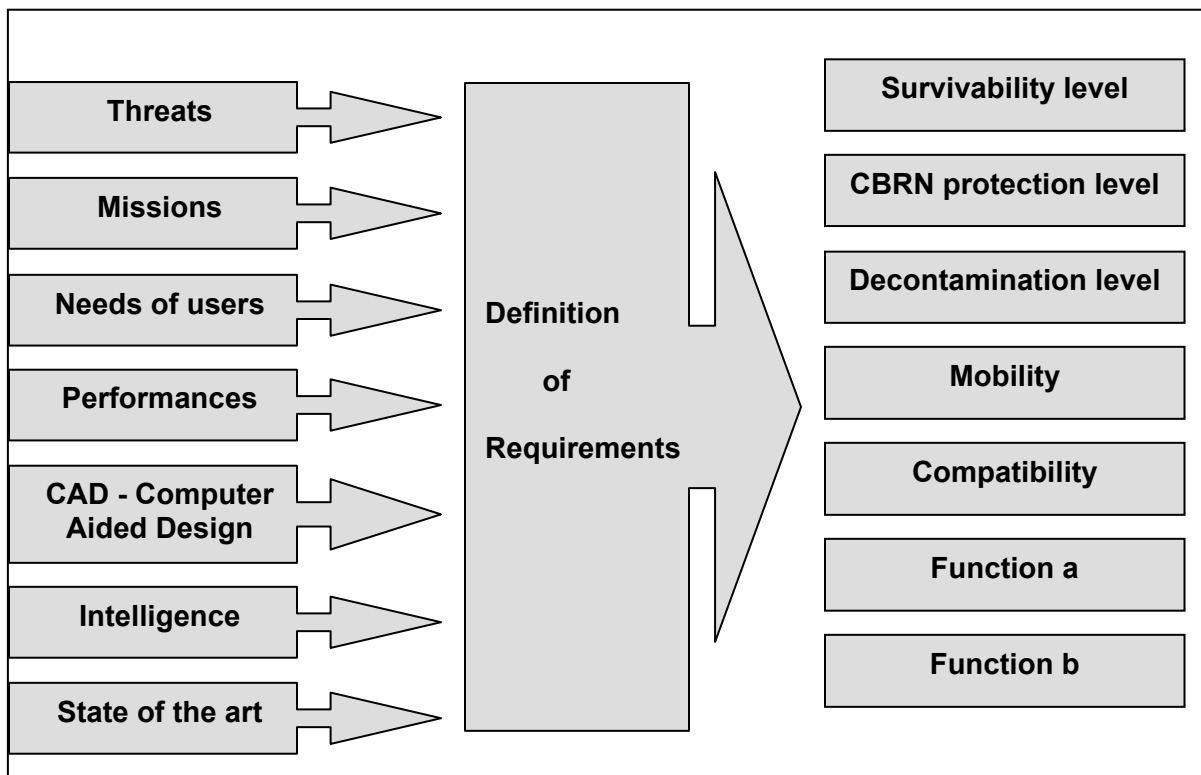 Threats
Missions
Needs of users
Performances
CAD - Computer
Aided Design
Intelligence
State of the art
Definition
of
Requirements
Survivability level
CBRN protection level
Decontamination level
Mobility
Compatibility
Function a
Function b